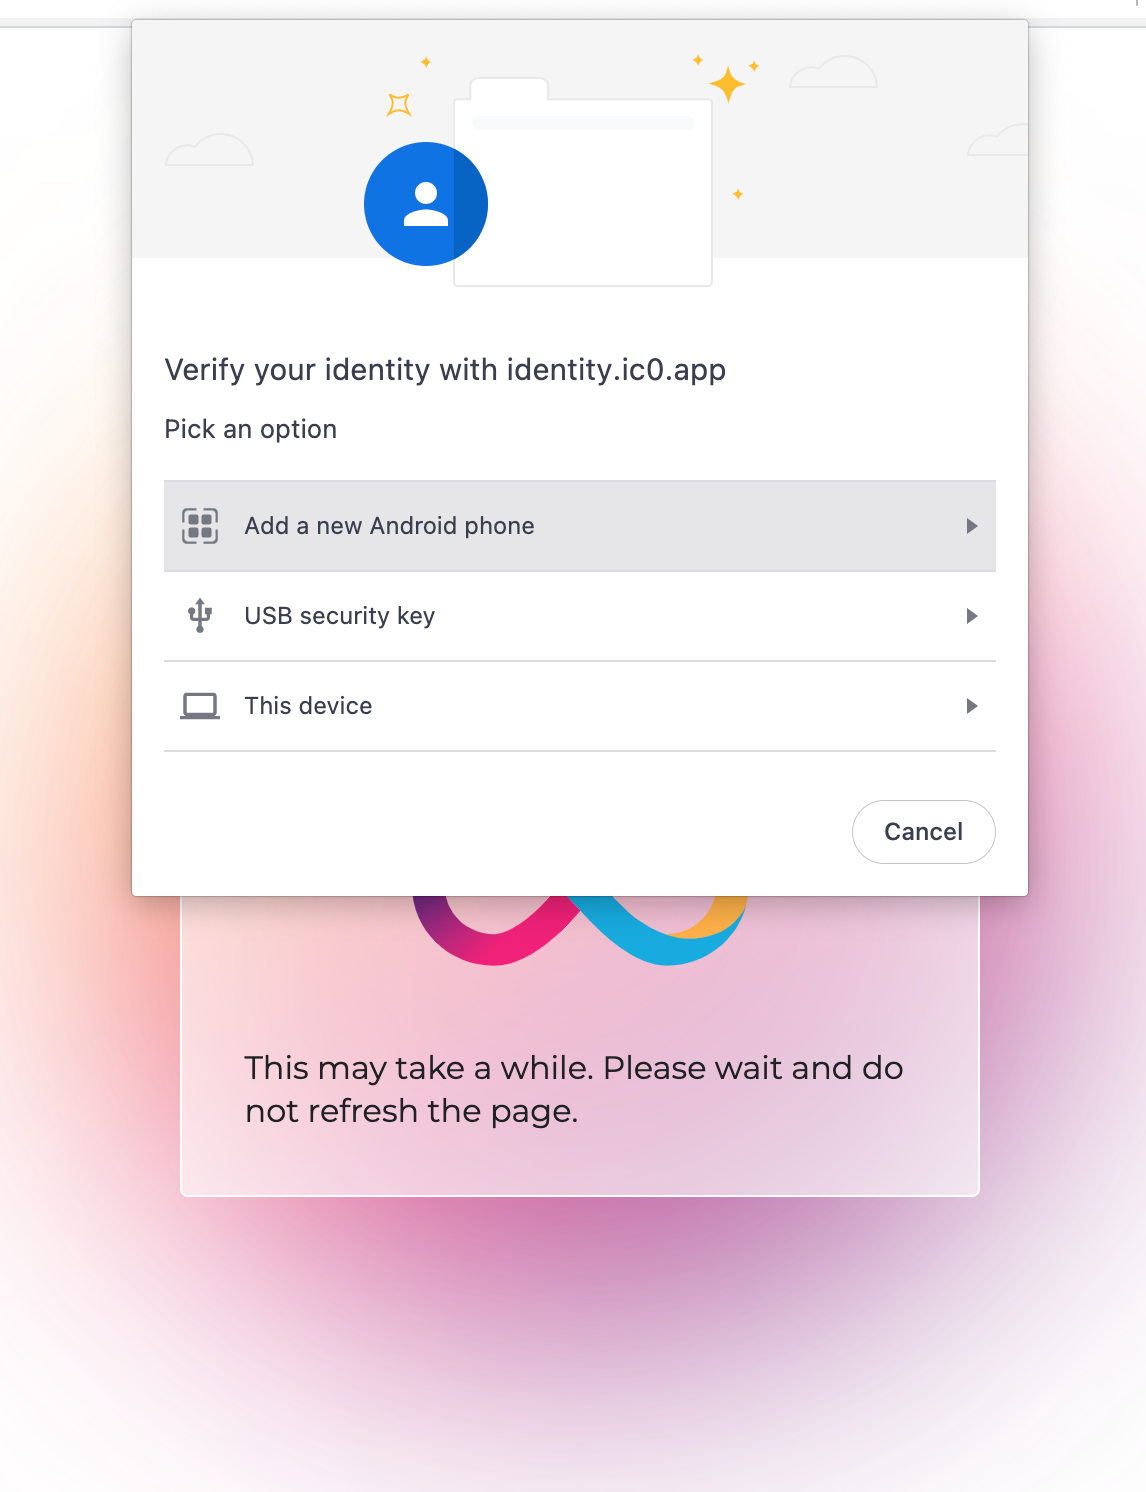 Verify your identity with identity.ic0.app
Pick an option
Add a new Android phone
USB security key
This device
Cancel
This may take a while. Please wait and do
not refresh the page.